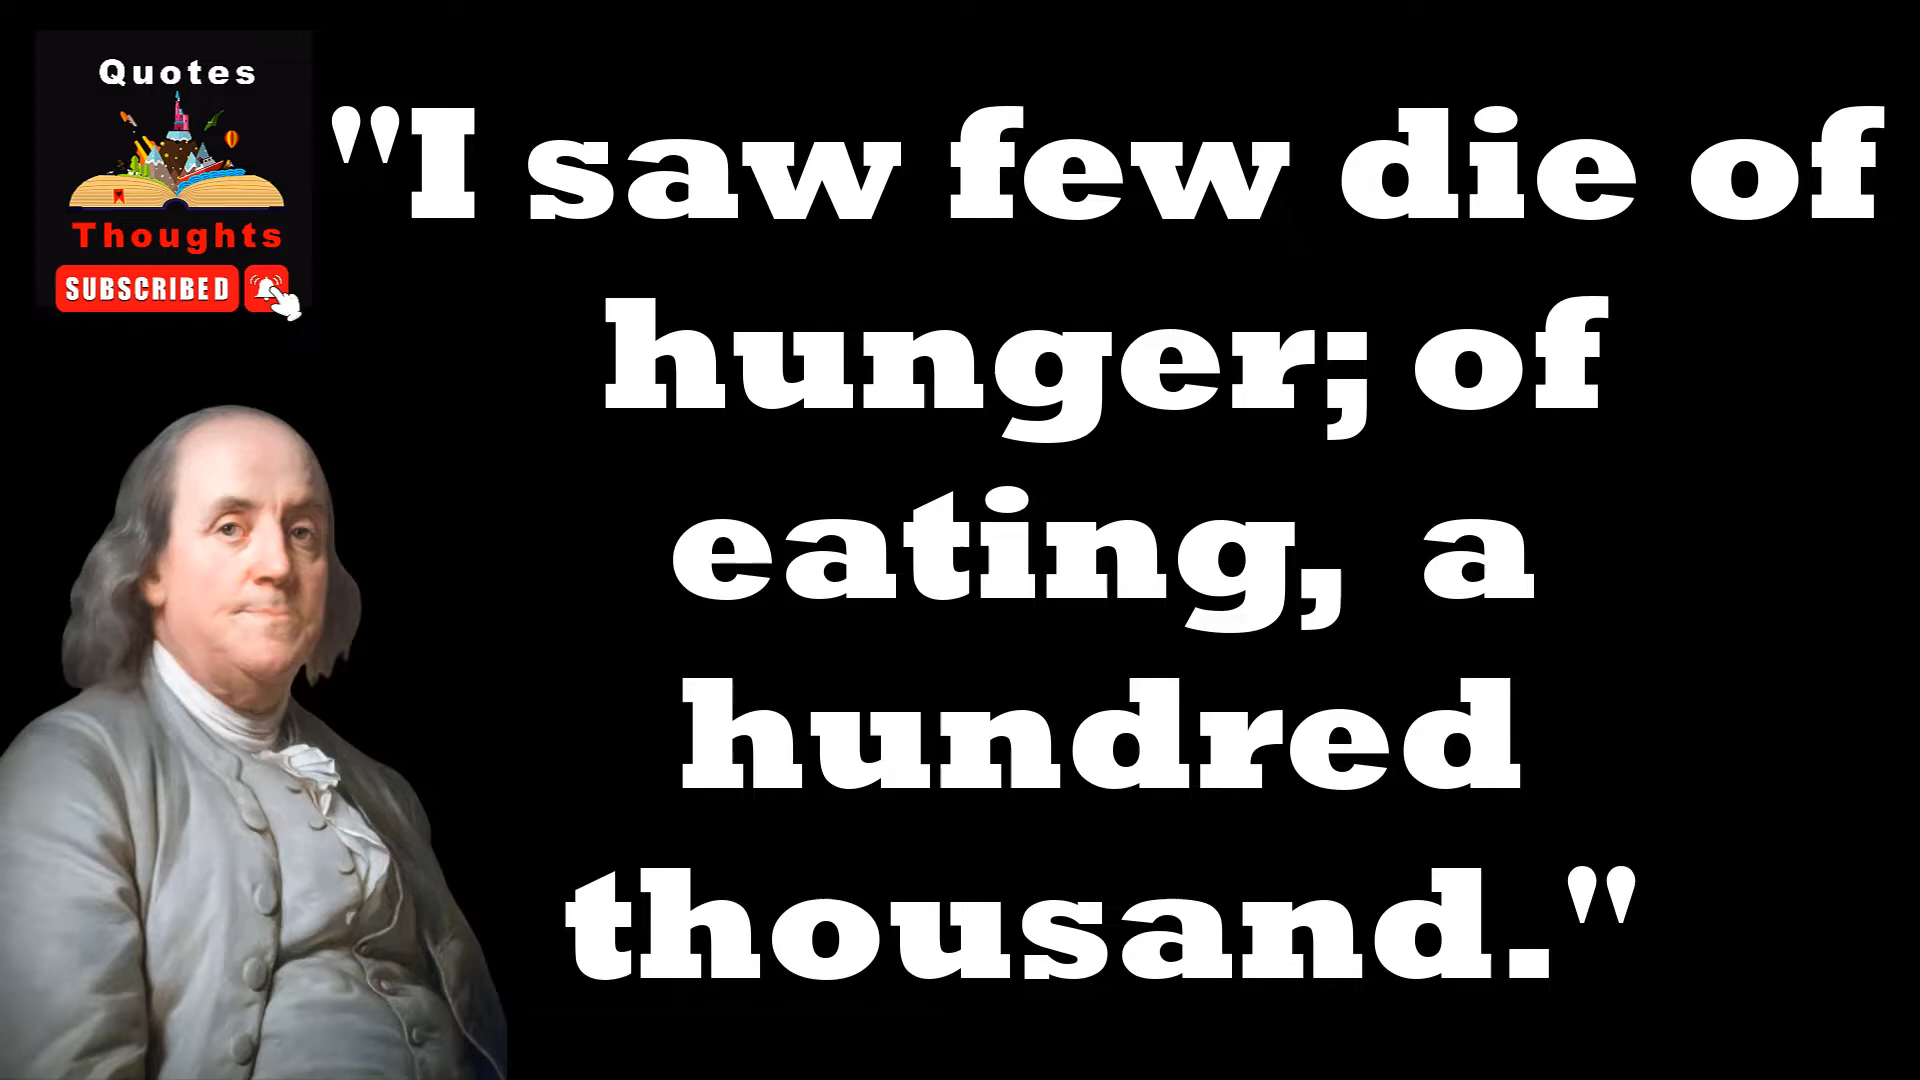 Quotes
Thoughts
SUBSCRIBED
"I saw few die of
hunger; of
eating, a
hundred
thousand."